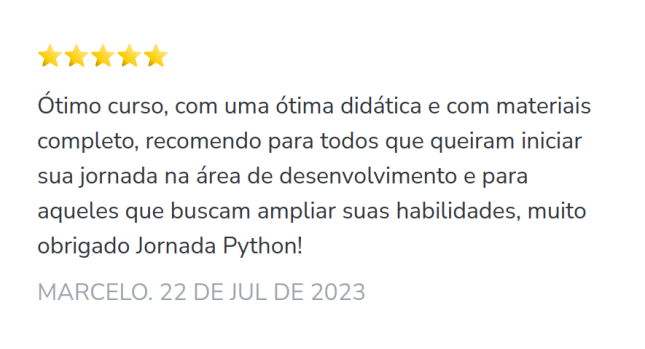 Ótimo curso, com uma ótima didática e com materiais
completo, recomendo para todos que queiram iniciar
sua jornada na área de desenvolvimento e para
aqueles que buscam ampliar suas habilidades, muito
obrigado Jornada Python!
MARCELO. 22 DE JUL DE 2023